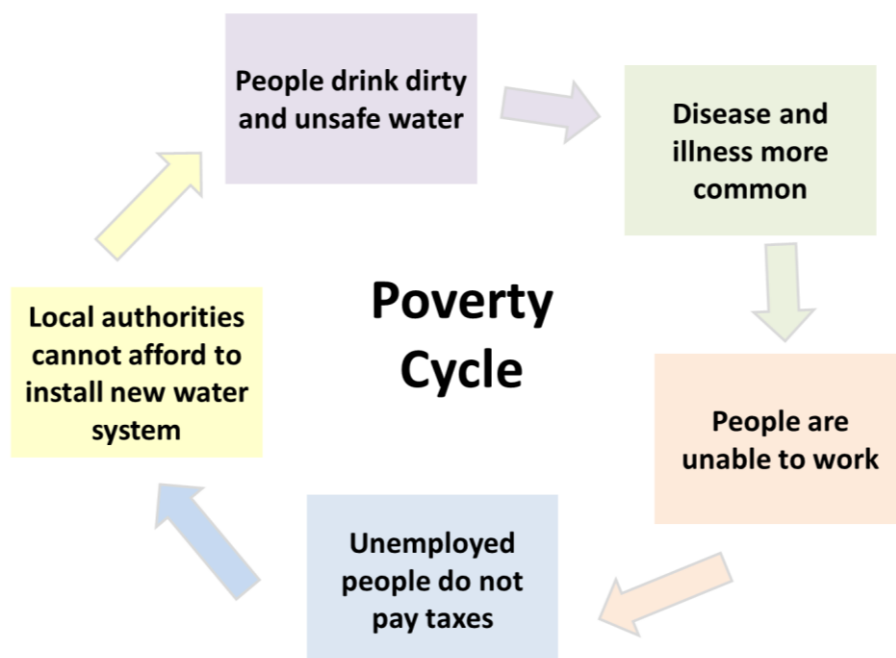 People drink dirty
and unsafe water
Disease and
illness more
common
People are
unable to work
Unemployed
people do not
pay taxes
Local authorities
cannot afford to
install new water
system
Poverty
Cycle